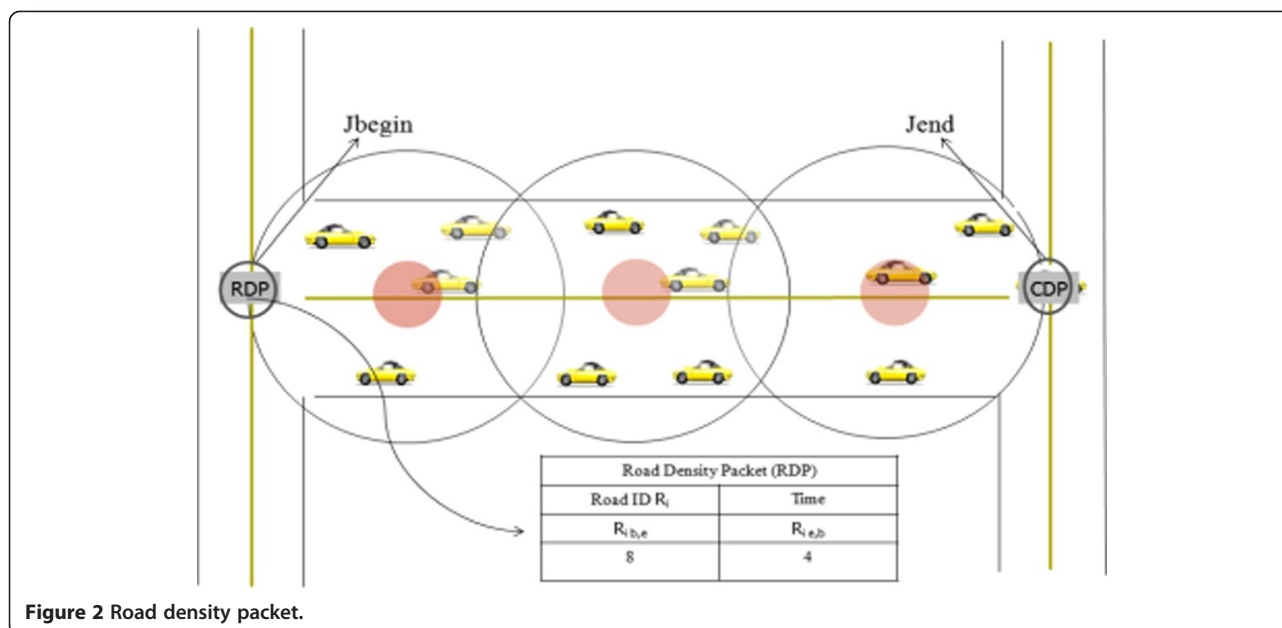 Jbegin
Jend
RDP
CDP
Road Density Packet (RDP)
Road ID Ri
Time
Ri b,e
Ri e,b
8
4
Figure 2 Road density packet.